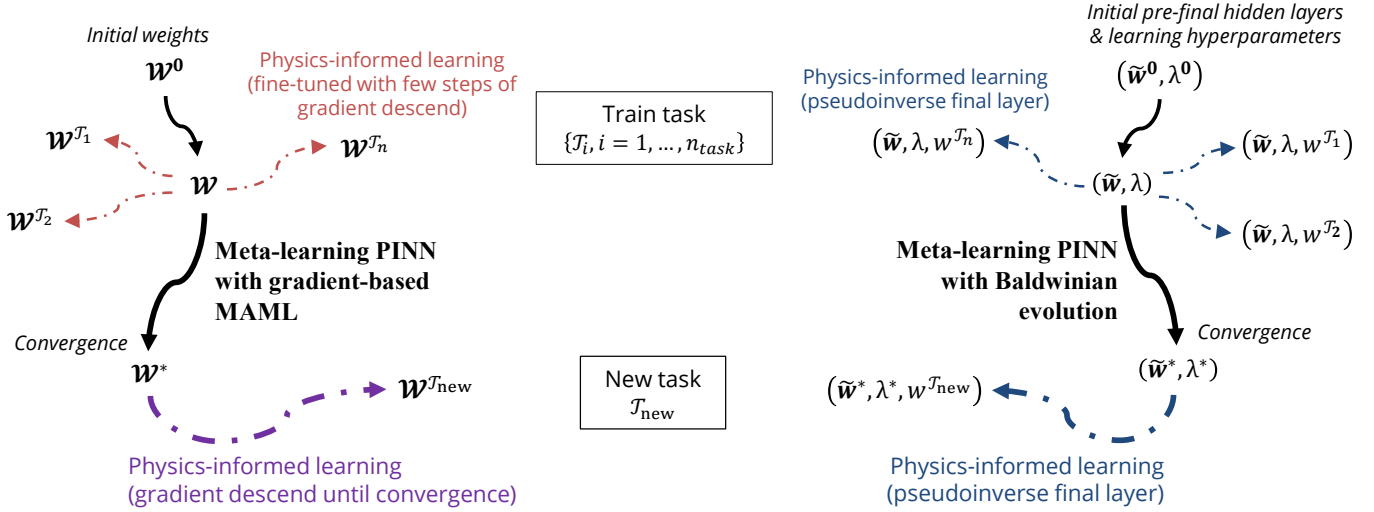 Initial weights
𝓦⁰
Physics-informed learning
(fine-tuned with few steps of
gradient descend)
𝓦^𝒯₁
𝓦^𝒯ₙ
𝓦
𝓦^𝒯₂
Meta-learning PINN
with gradient-based
MAML
Convergence
𝓦*
𝓦^𝒯new
Physics-informed learning
(gradient descend until convergence)
Train task
{𝒯ᵢ, i = 1, …, n_task}
New task
𝒯new
Initial pre-final hidden layers
& learning hyperparameters
(w̃⁰, λ⁰)
Physics-informed learning
(pseudoinverse final layer)
(w̃, λ, w^𝒯ₙ)
(w̃, λ, w^𝒯₁)
(w̃, λ)
(w̃, λ, w^𝒯₂)
Meta-learning PINN
with Baldwinian
evolution
Convergence
(w̃*, λ*)
(w̃*, λ*, w^𝒯new)
Physics-informed learning
(pseudoinverse final layer)